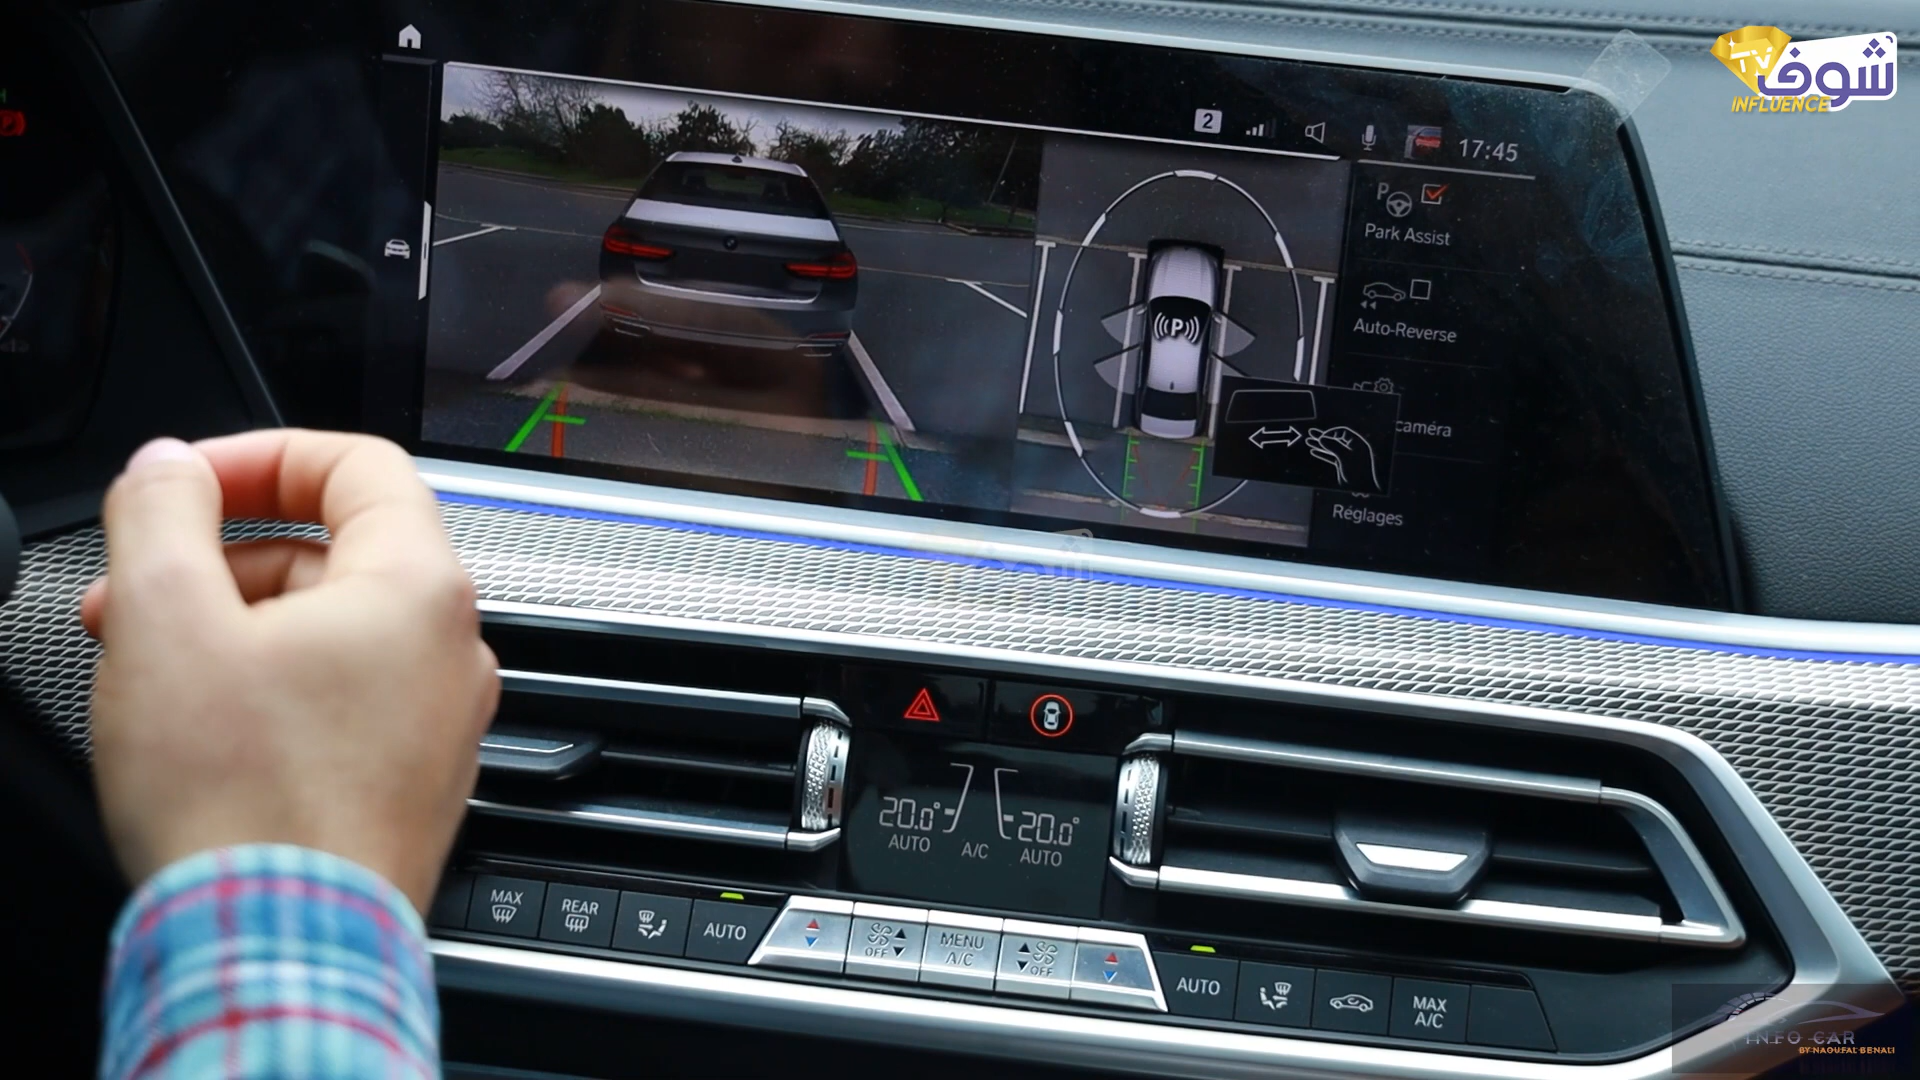 TV شوف
INFLUENCE
2
17:45
P
Park Assist
Auto-Reverse
caméra
Réglages
P
20.0° 20.0°
AUTO A/C AUTO
MAX
REAR
AUTO
OFF
MENU
A/C
OFF
AUTO
MAX
A/C
INFO CAR
BY NAOUFAL BENALI